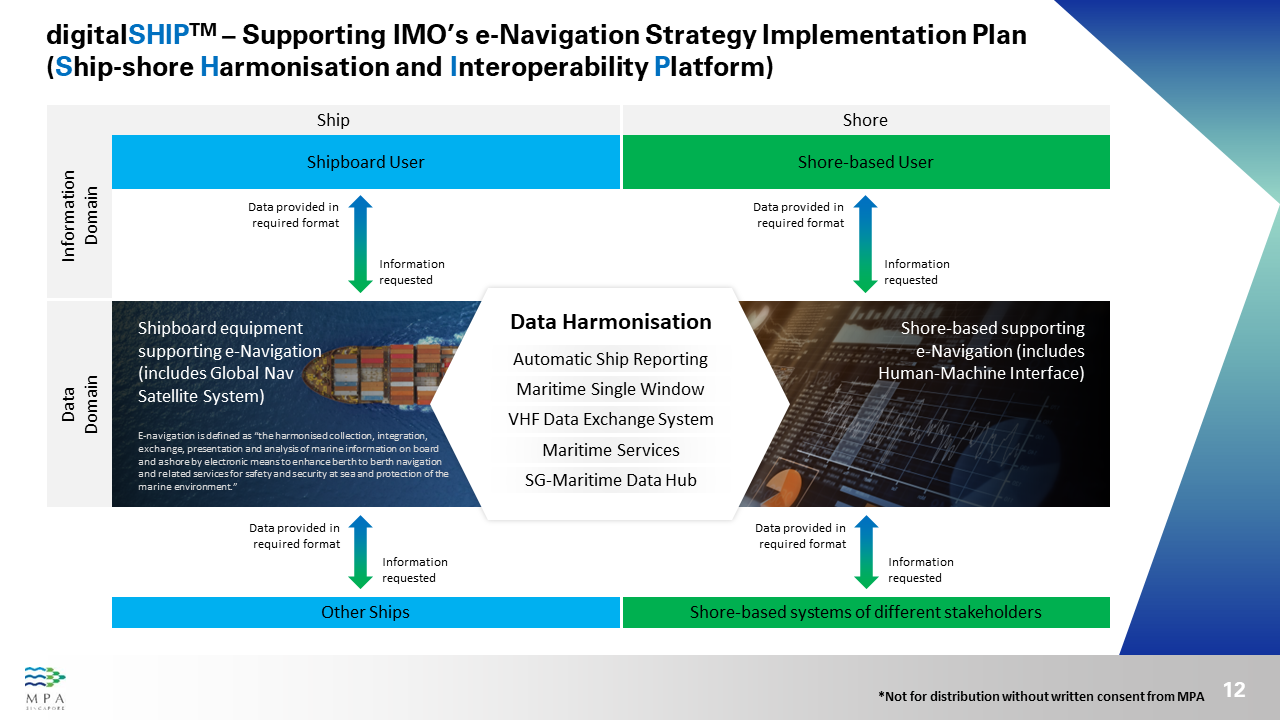 digitalSHIP™ – Supporting IMO’s e-Navigation Strategy Implementation Plan
(Ship-shore Harmonisation and Interoperability Platform)
Ship
Shore
Information
Domain
Shipboard User
Shore-based User
Data provided in
required format
Information
requested
Data provided in
required format
Information
requested
Data
Domain
Shipboard equipment
supporting e-Navigation
(includes Global Nav
Satellite System)
E-navigation is defined as “the harmonised collection, integration,
exchange, presentation and analysis of marine information on board
and ashore by electronic means to enhance berth to berth navigation
and related services for safety and security at sea and protection of the
marine environment.”
Data Harmonisation
Automatic Ship Reporting
Maritime Single Window
VHF Data Exchange System
Maritime Services
SG-Maritime Data Hub
Shore-based supporting
e-Navigation (includes
Human-Machine Interface)
Data provided in
required format
Information
requested
Data provided in
required format
Information
requested
Other Ships
Shore-based systems of different stakeholders
MPA
SINGAPORE
*Not for distribution without written consent from MPA
12